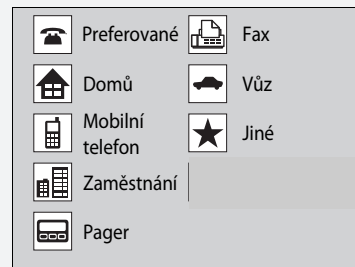 Preferované
Fax
Domů
Vůz
Mobilní
telefon
Jiné
Zaměstnání
Pager